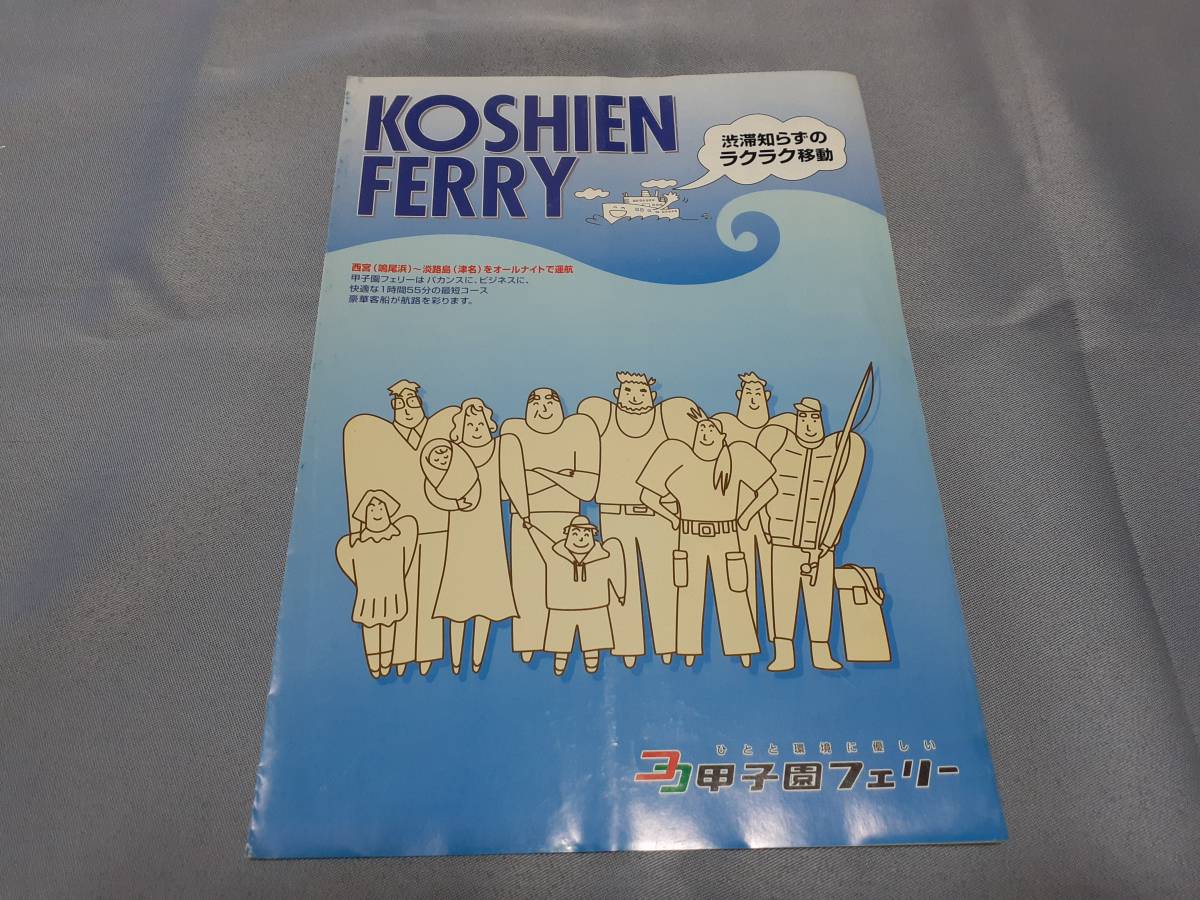 KOSHIEN
FERRY
渋滞知らずの
ラクラク移動
西宮(鳴尾浜)〜淡路島(津名)をオールナイトで運航
甲子園フェリーは バカンスに、ビジネスに、
快適な1時間55分の最短コース
豪華客船が航路を彩ります。
ひとと環境に優しい
甲子園フェリー